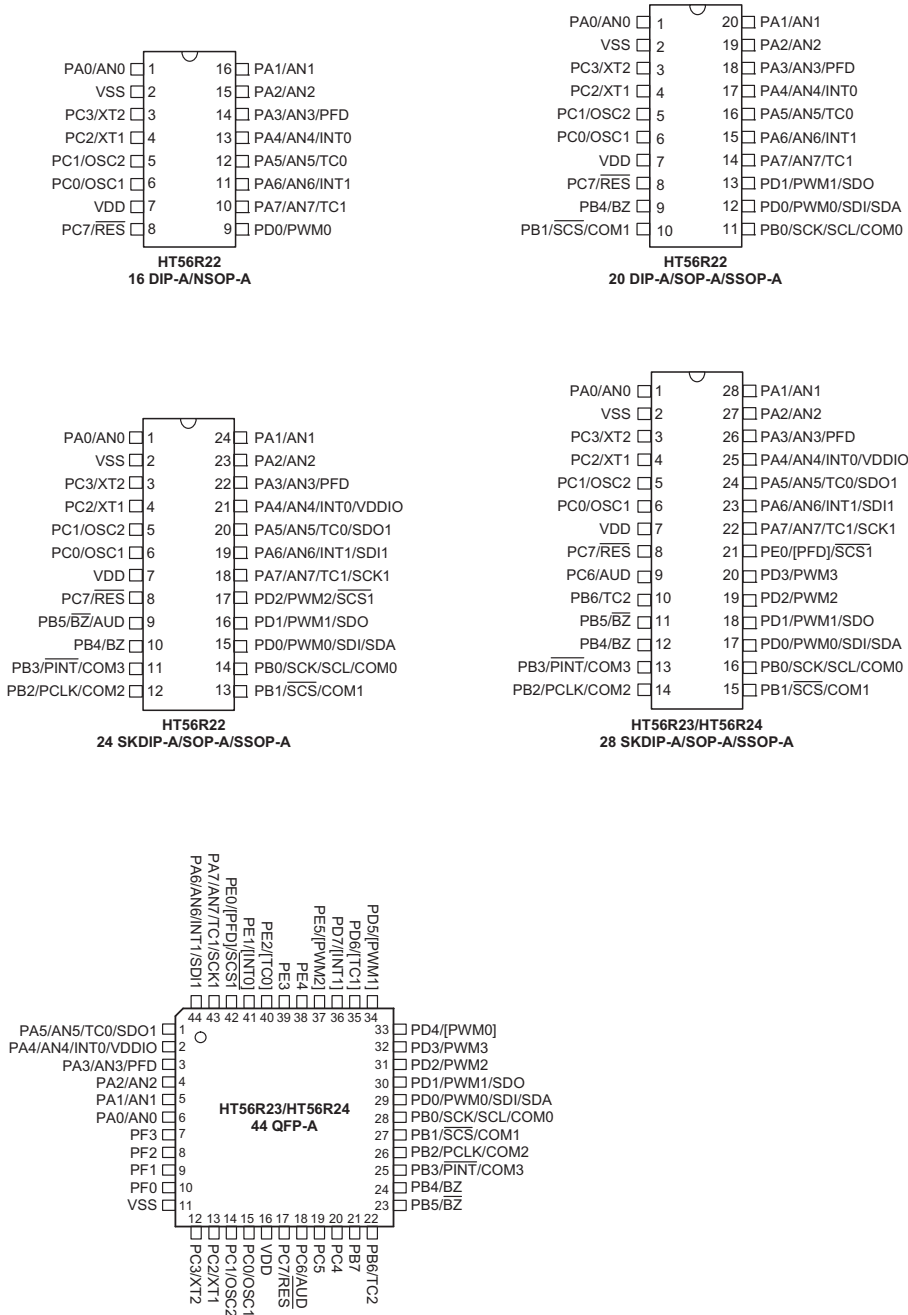 PA0/AN0 1 16 PA1/AN1
VSS 2 15 PA2/AN2
PC3/XT2 3 14 PA3/AN3/PFD
PC2/XT1 4 13 PA4/AN4/INT0
PC1/OSC2 5 12 PA5/AN5/TC0
PC0/OSC1 6 11 PA6/AN6/INT1
VDD 7 10 PA7/AN7/TC1
PC7/RES 8 9 PD0/PWM0
HT56R22
16 DIP-A/NSOP-A
PA0/AN0 1 20 PA1/AN1
VSS 2 19 PA2/AN2
PC3/XT2 3 18 PA3/AN3/PFD
PC2/XT1 4 17 PA4/AN4/INT0
PC1/OSC2 5 16 PA5/AN5/TC0
PC0/OSC1 6 15 PA6/AN6/INT1
VDD 7 14 PA7/AN7/TC1
PC7/RES 8 13 PD1/PWM1/SDO
PB4/BZ 9 12 PD0/PWM0/SDI/SDA
PB1/SCS/COM1 10 11 PB0/SCK/SCL/COM0
HT56R22
20 DIP-A/SOP-A/SSOP-A
PA0/AN0 1 24 PA1/AN1
VSS 2 23 PA2/AN2
PC3/XT2 3 22 PA3/AN3/PFD
PC2/XT1 4 21 PA4/AN4/INT0/VDDIO
PC1/OSC2 5 20 PA5/AN5/TC0/SDO1
PC0/OSC1 6 19 PA6/AN6/INT1/SDI1
VDD 7 18 PA7/AN7/TC1/SCK1
PC7/RES 8 17 PD2/PWM2/SCS1
PB5/BZ/AUD 9 16 PD1/PWM1/SDO
PB4/BZ 10 15 PD0/PWM0/SDI/SDA
PB3/PINT/COM3 11 14 PB0/SCK/SCL/COM0
PB2/PCLK/COM2 12 13 PB1/SCS/COM1
HT56R22
24 SKDIP-A/SOP-A/SSOP-A
PA0/AN0 1 28 PA1/AN1
VSS 2 27 PA2/AN2
PC3/XT2 3 26 PA3/AN3/PFD
PC2/XT1 4 25 PA4/AN4/INT0/VDDIO
PC1/OSC2 5 24 PA5/AN5/TC0/SDO1
PC0/OSC1 6 23 PA6/AN6/INT1/SDI1
VDD 7 22 PA7/AN7/TC1/SCK1
PC7/RES 8 21 PE0/[PFD]/SCS1
PC6/AUD 9 20 PD3/PWM3
PB6/TC2 10 19 PD2/PWM2
PB5/BZ 11 18 PD1/PWM1/SDO
PB4/BZ 12 17 PD0/PWM0/SDI/SDA
PB3/PINT/COM3 13 16 PB0/SCK/SCL/COM0
PB2/PCLK/COM2 14 15 PB1/SCS/COM1
HT56R23/HT56R24
28 SKDIP-A/SOP-A/SSOP-A
PA6/AN6/INT1/SDI1
PA7/AN7/TC1/SCK1
PE0/[PFD]/SCS1
PE1/[INT0]
PE2/[TC0]
PE3
PE4
PE5/[PWM2]
PD7/[INT1]
PD6/[TC1]
PD5/[PWM1]
44 43 42 41 40 39 38 37 36 35 34
PA5/AN5/TC0/SDO1 1 33 PD4/[PWM0]
PA4/AN4/INT0/VDDIO 2 32 PD3/PWM3
PA3/AN3/PFD 3 31 PD2/PWM2
PA2/AN2 4 30 PD1/PWM1/SDO
PA1/AN1 5 29 PD0/PWM0/SDI/SDA
PA0/AN0 6 28 PB0/SCK/SCL/COM0
PF3 7 27 PB1/SCS/COM1
PF2 8 26 PB2/PCLK/COM2
PF1 9 25 PB3/PINT/COM3
PF0 10 24 PB4/BZ
VSS 11 23 PB5/BZ
HT56R23/HT56R24
44 QFP-A
12 13 14 15 16 17 18 19 20 21 22
PC3/XT2
PC2/XT1
PC1/OSC2
PC0/OSC1
VDD
PC7/RES
PC6/AUD
PC5
PC4
PB7
PB6/TC2